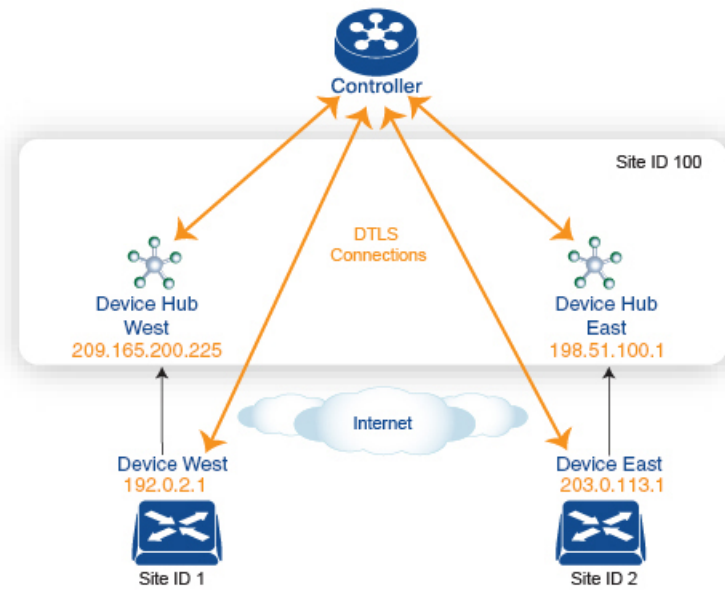 Controller
Site ID 100
DTLS
Connections
Device Hub
West
209.165.200.225
Device Hub
East
198.51.100.1
Internet
Device West
192.0.2.1
Site ID 1
Device East
203.0.113.1
Site ID 2